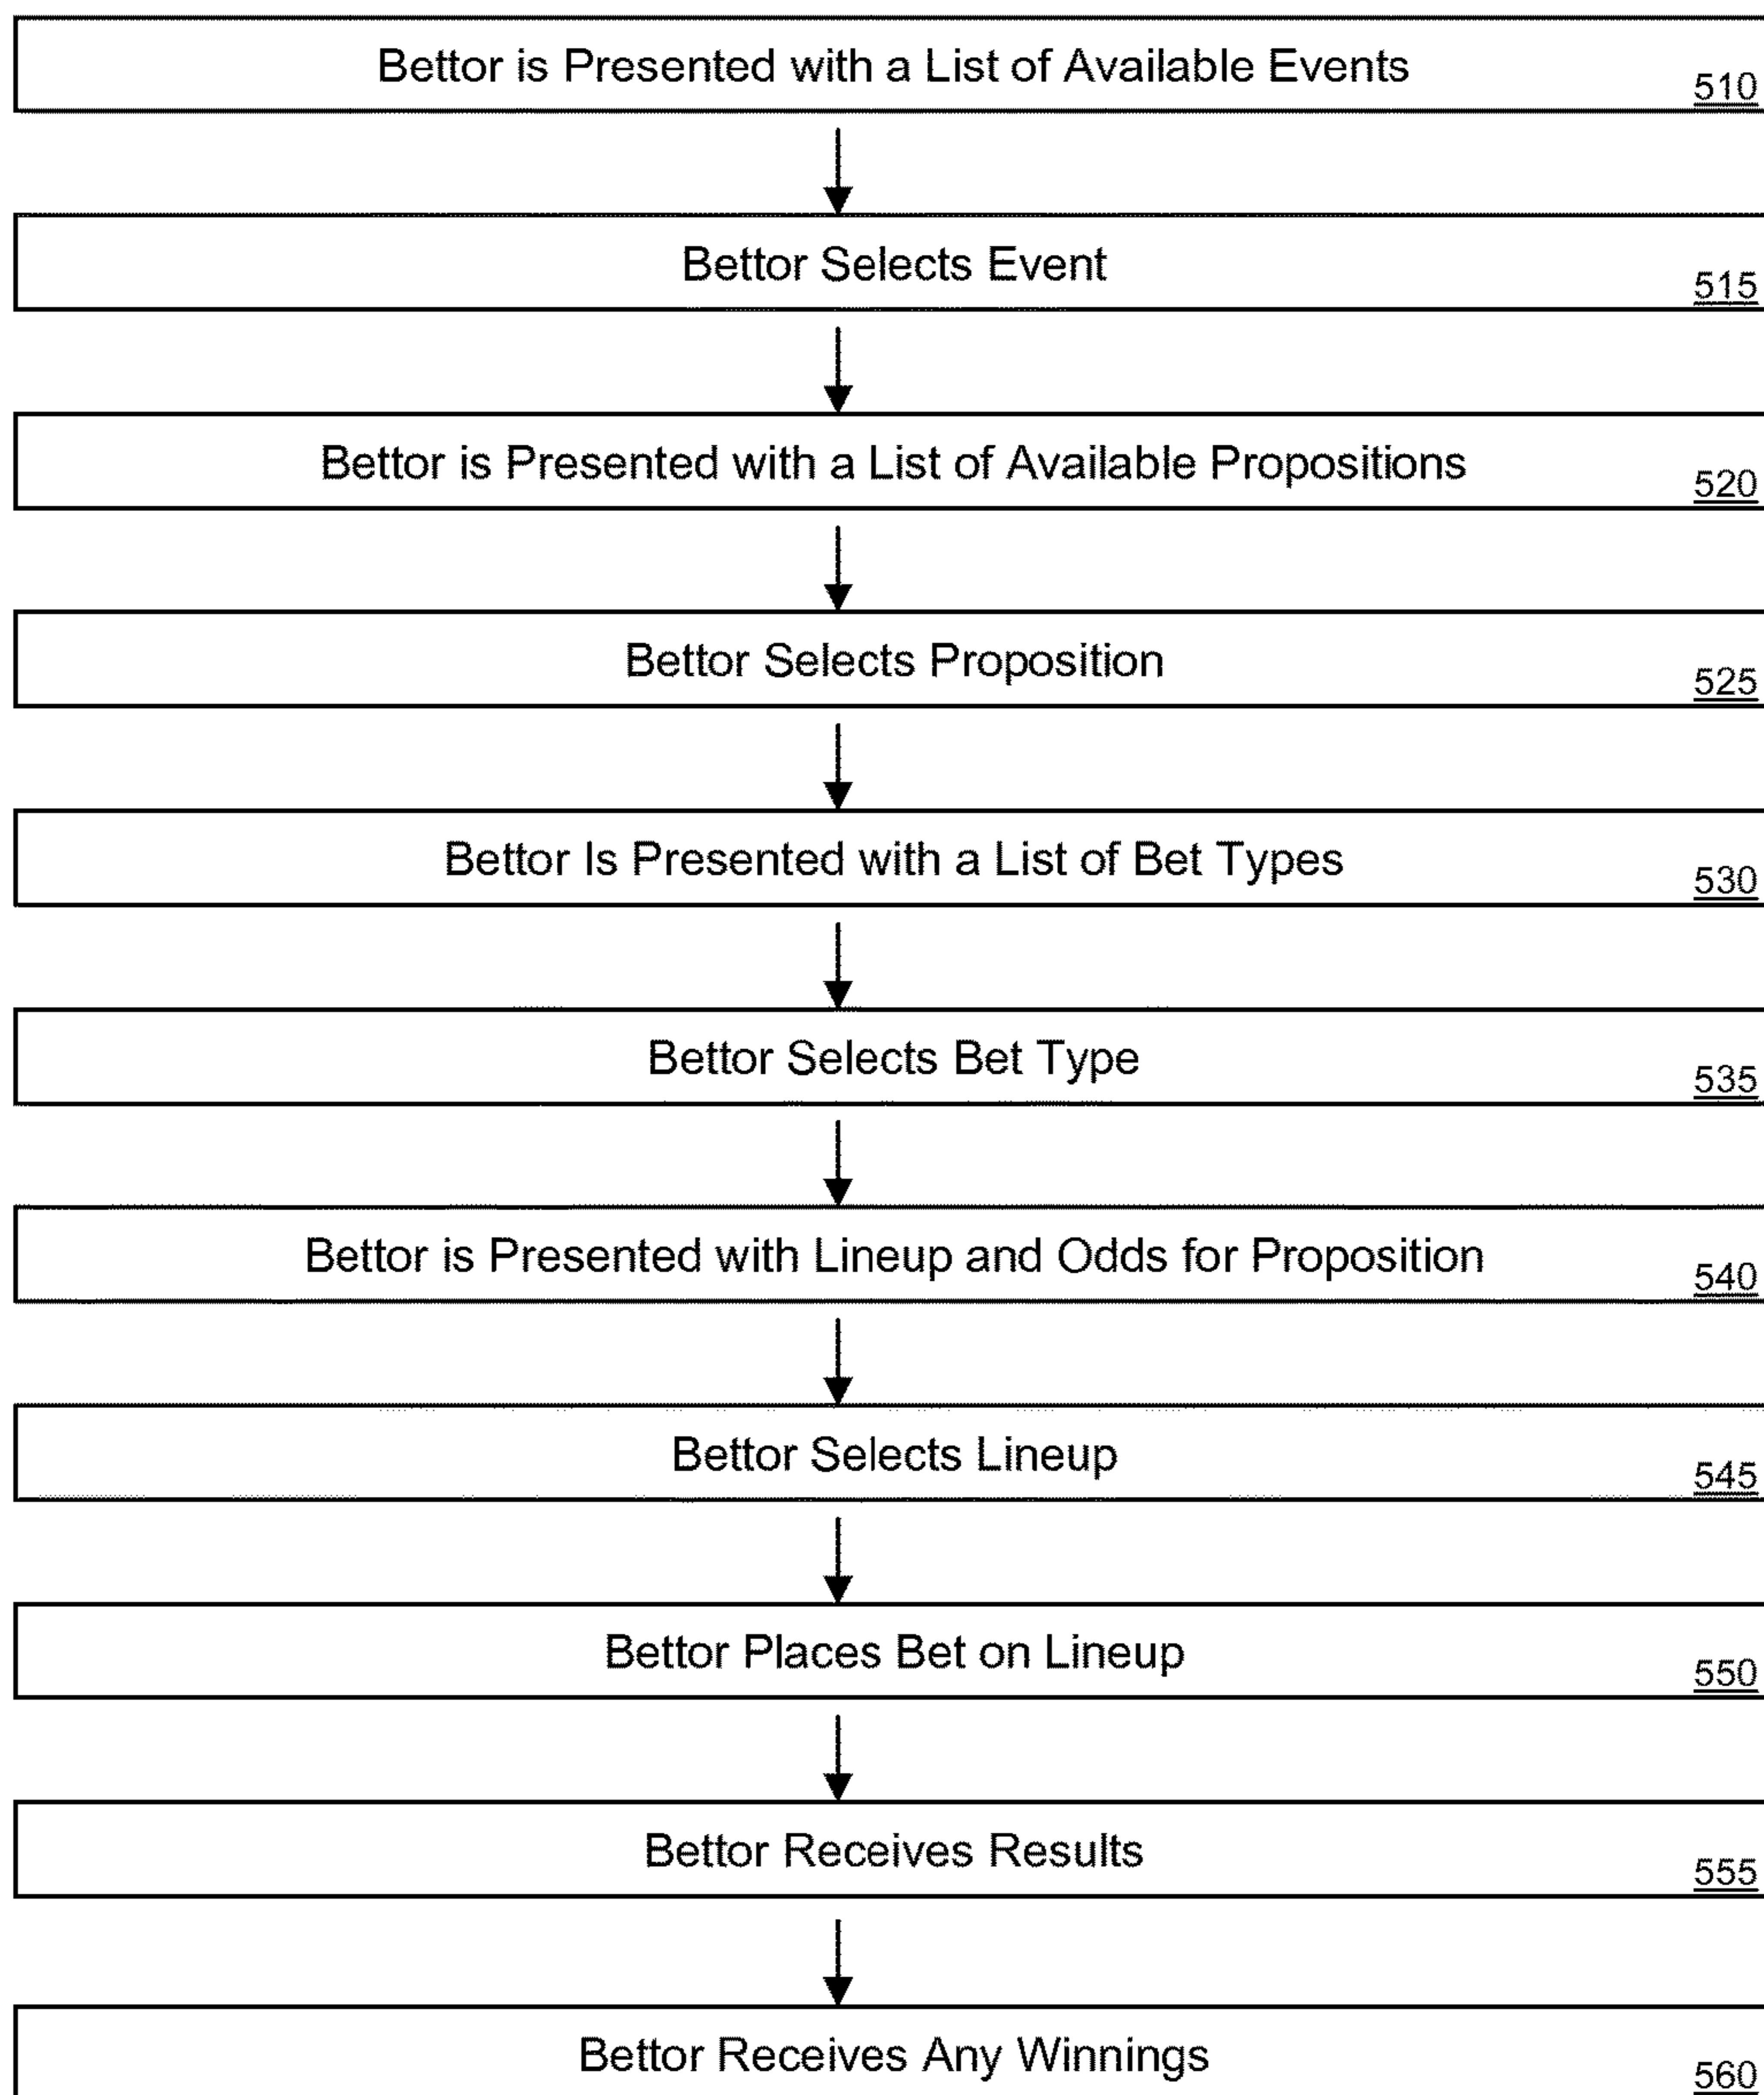 Bettor is Presented with a List of Available Events
510
Bettor Selects Event
515
Bettor is Presented with a List of Available Propositions
520
Bettor Selects Proposition
525
Bettor Is Presented with a List of Bet Types
530
Bettor Selects Bet Type
535
Bettor is Presented with Lineup and Odds for Proposition
540
Bettor Selects Lineup
545
Bettor Places Bet on Lineup
550
Bettor Receives Results
555
Bettor Receives Any Winnings
560